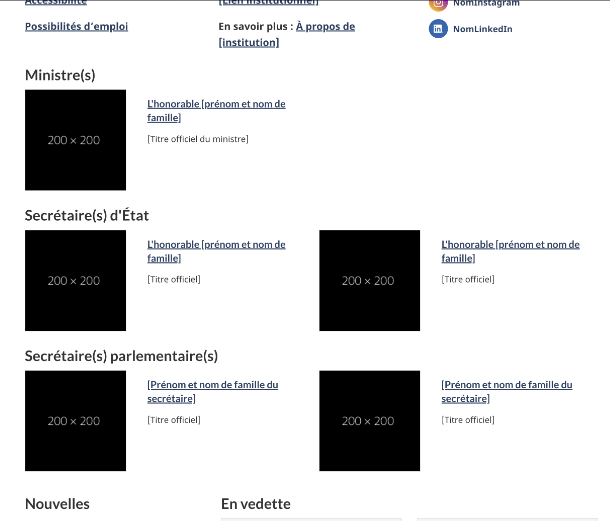 Accessibilité
[Lien institutionnel]
NomInstagram
Possibilités d'emploi
En savoir plus : À propos de
[institution]
NomLinkedIn
Ministre(s)
200 × 200
L'honorable [prénom et nom de
famille]
[Titre officiel du ministre]
Secrétaire(s) d'État
200 × 200
L'honorable [prénom et nom de
famille]
[Titre officiel]
200 × 200
L'honorable [prénom et nom de
famille]
[Titre officiel]
Secrétaire(s) parlementaire(s)
200 × 200
[Prénom et nom de famille du
secrétaire]
[Titre officiel]
200 × 200
[Prénom et nom de famille du
secrétaire]
[Titre officiel]
Nouvelles
En vedette